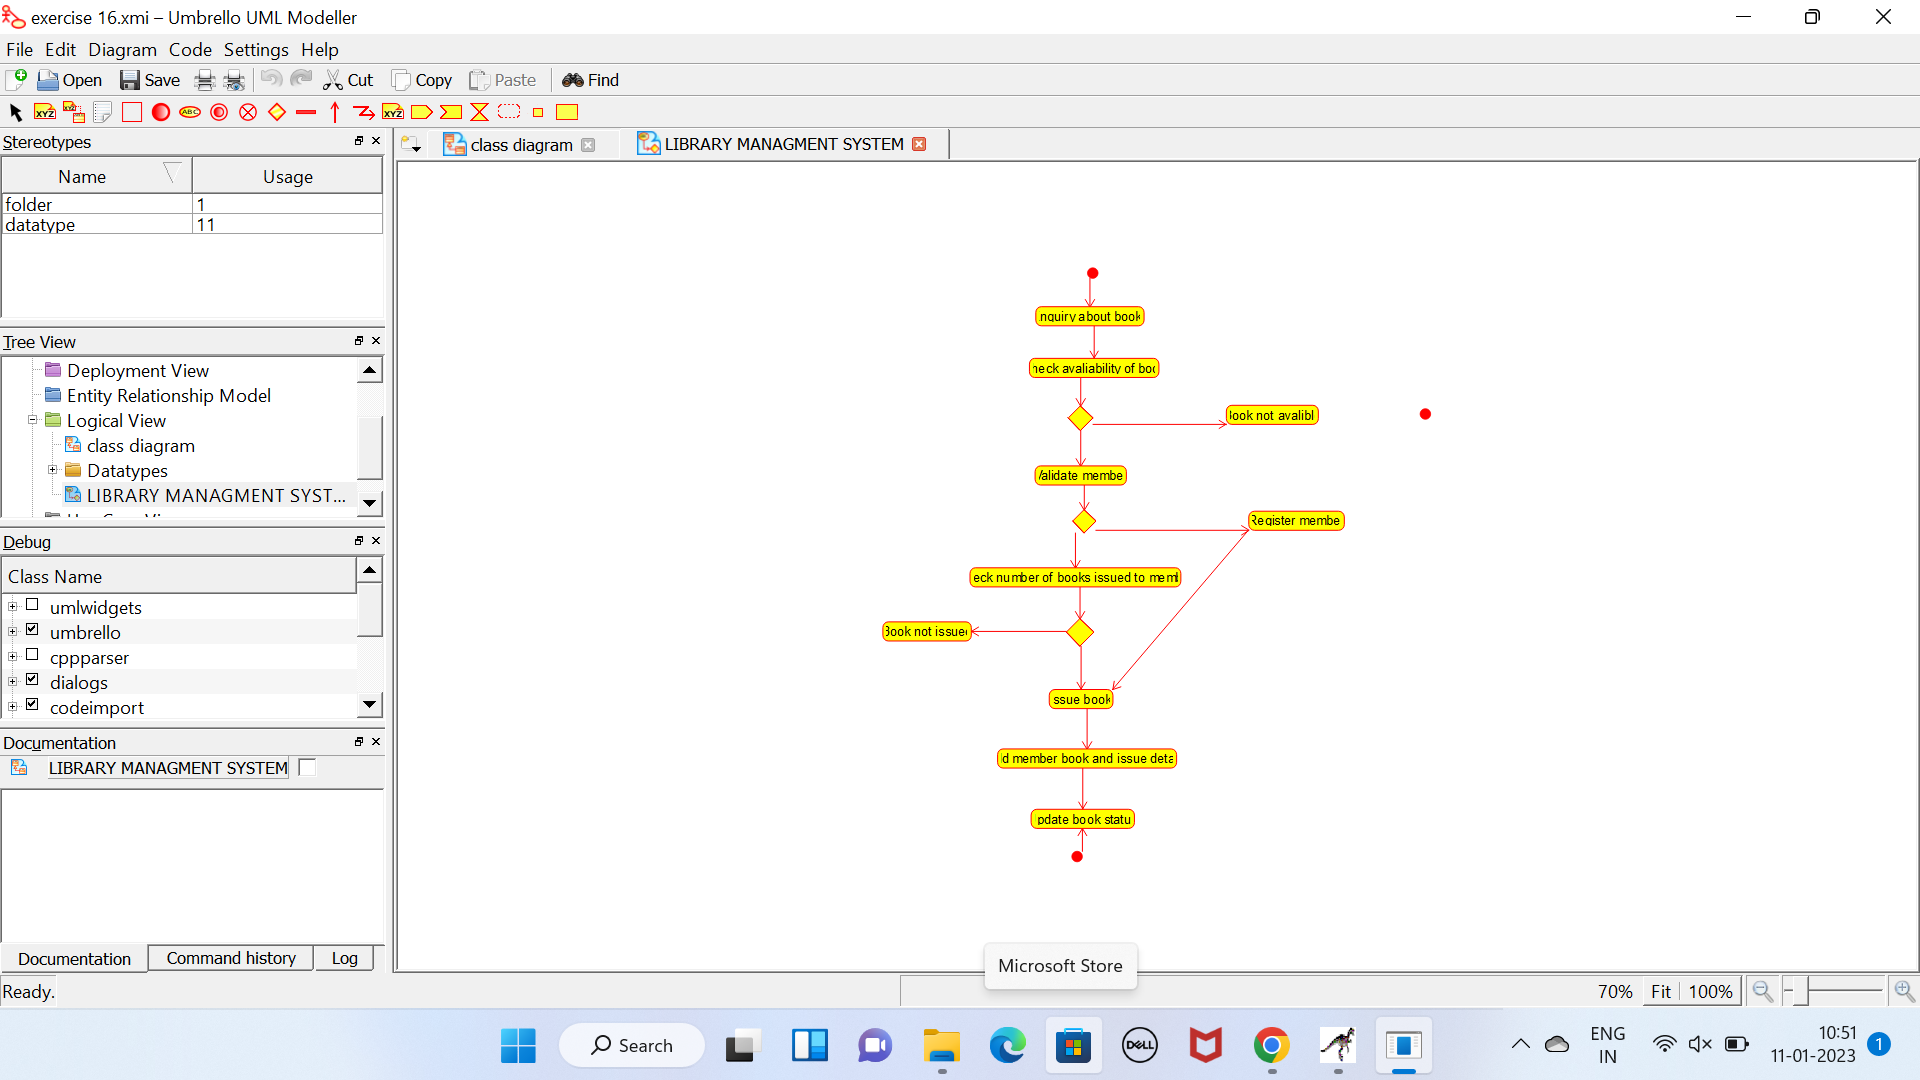 exercise 16.xmi – Umbrello UML Modeller
File Edit Diagram Code Settings Help
Open Save Cut Copy Paste Find
Stereotypes
class diagram
LIBRARY MANAGMENT SYSTEM
Name Usage
folder 1
datatype 11
Tree View
Deployment View
Entity Relationship Model
Logical View
class diagram
Datatypes
LIBRARY MANAGMENT SYST...
Debug
Class Name
umlwidgets
umbrello
cppparser
dialogs
codeimport
Documentation
LIBRARY MANAGMENT SYSTEM
Documentation Command history Log
nquiry about book
heck avaliability of boo
ook not avalibl
Validate membe
Register membe
eck number of books issued to meml
Book not issue
ssue book
d member book and issue deta
pdate book statu
Microsoft Store
Ready.
70% Fit 100%
Search
DELL
ENG
IN
10:51
11-01-2023
1